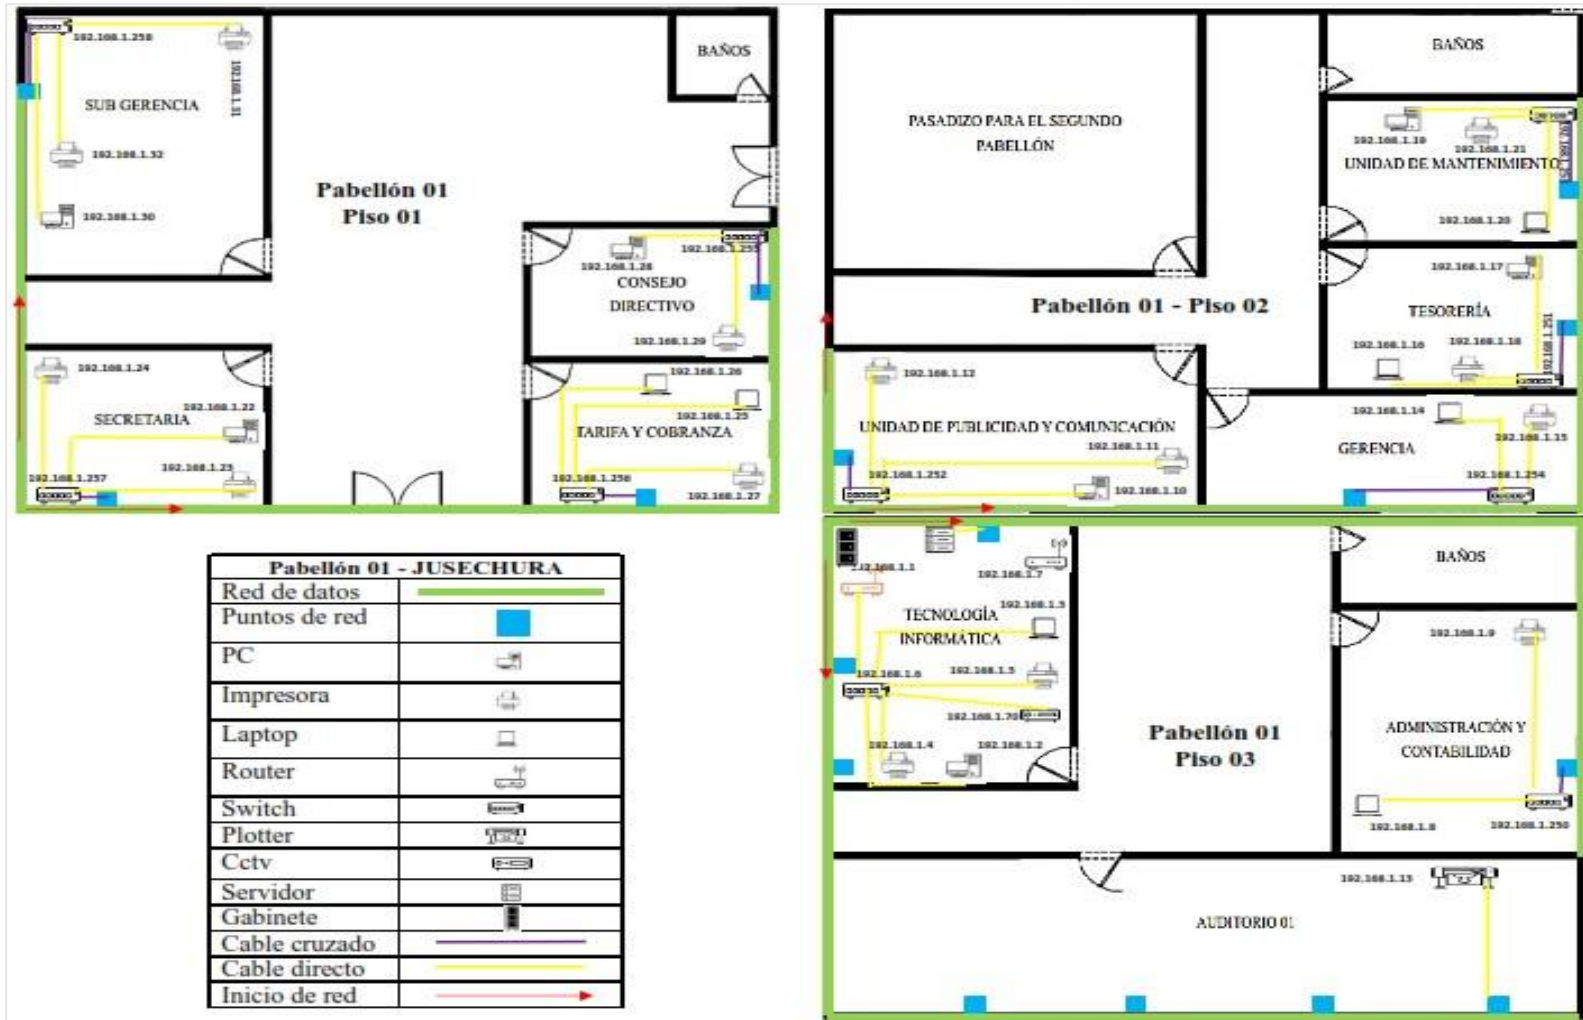 192.168.1.258
192.168.1.31
SUB GERENCIA
192.168.1.32
192.168.1.30
Pabellón 01
Piso 01
BAÑOS
192.168.1.255
192.168.1.28
CONSEJO
DIRECTIVO
192.168.1.29
192.168.1.24
192.168.1.22
SECRETARIA
192.168.1.23
192.168.1.257
192.168.1.26
192.168.1.25
TARIFA Y COBRANZA
192.168.1.256
192.168.1.27
PASADIZO PARA EL SEGUNDO
PABELLÓN
BAÑOS
192.168.1.19
192.168.1.21
UNIDAD DE MANTENIMIENTO
192.168.1.20
192.168.1.17
Pabellón 01 - Piso 02
TESORERÍA
192.168.1.16
192.168.1.18
192.168.1.251
192.168.1.12
UNIDAD DE PUBLICIDAD Y COMUNICACIÓN
192.168.1.11
192.168.1.252
192.168.1.10
192.168.1.14
192.168.1.15
GERENCIA
192.168.1.254
192.168.1.7
192.168.1.3
TECNOLOGÍA
INFORMÁTICA
192.168.1.5
192.168.1.6
192.168.1.70
192.168.1.4
192.168.1.2
Pabellón 01
Piso 03
BAÑOS
192.168.1.9
ADMINISTRACIÓN Y
CONTABILIDAD
192.168.1.8
192.168.1.250
192.168.1.13
AUDITORIO 01
Pabellón 01 - JUSECHURA
Red de datos
Puntos de red
PC
Impresora
Laptop
Router
Switch
Plotter
Cctv
Servidor
Gabinete
Cable cruzado
Cable directo
Inicio de red